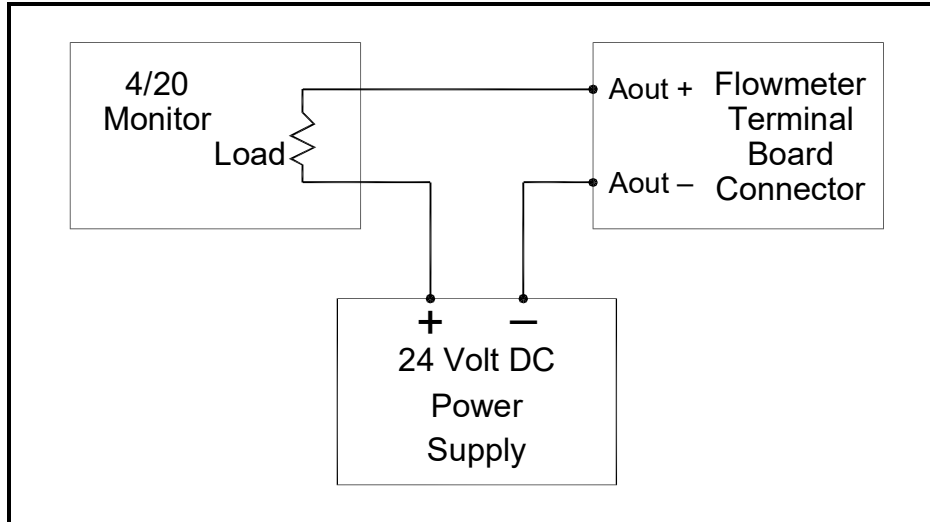 4/20
Monitor
Load
Aout +
Aout –
Flowmeter
Terminal
Board
Connector
+ –
24 Volt DC
Power
Supply